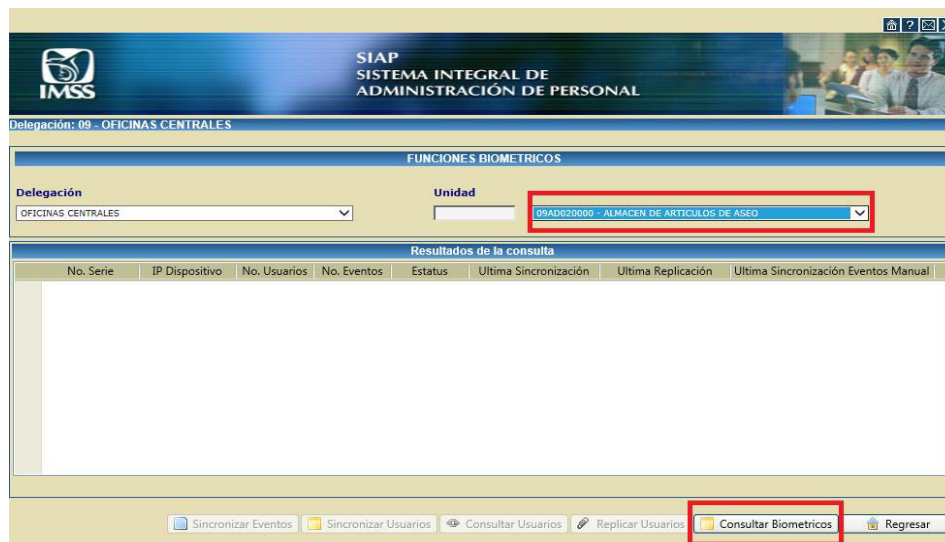 SIAP
SISTEMA INTEGRAL DE
ADMINISTRACIÓN DE PERSONAL
IMSS
Delegación: 09 - OFICINAS CENTRALES
FUNCIONES BIOMETRICOS
Delegación Unidad
OFICINAS CENTRALES 09AD020000 - ALMACEN DE ARTICULOS DE ASEO
Resultados de la consulta
No. Serie IP Dispositivo No. Usuarios No. Eventos Estatus Ultima Sincronización Ultima Replicación Ultima Sincronización Eventos Manual
Sincronizar Eventos Sincronizar Usuarios Consultar Usuarios Replicar Usuarios Consultar Biometricos Regresar